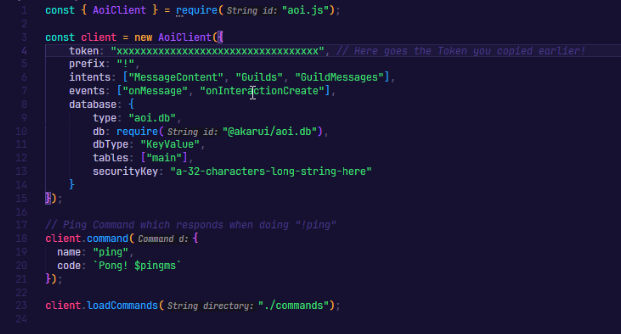 1 const { AoiClient } = require( String id: "aoi.js");
2
3 const client = new AoiClient({
4 token: "xxxxxxxxxxxxxxxxxxxxxxxxxxxxxxxxxx", // Here goes the Token you copied earlier!
5 prefix: "!",
6 intents: ["MessageContent", "Guilds", "GuildMessages"],
7 events: ["onMessage", "onInteractionCreate"],
8 database: {
9 type: "aoi.db",
10 db: require( String id: "@akarui/aoi.db"),
11 dbType: "KeyValue",
12 tables: ["main"],
13 securityKey: "a-32-characters-long-string-here"
14 }
15 });
16
17 // Ping Command which responds when doing "!ping"
18 client.command( Command d: {
19 name: "ping",
20 code: `Pong! $pingms`
21 });
22
23 client.loadCommands( String directory: "./commands");
24